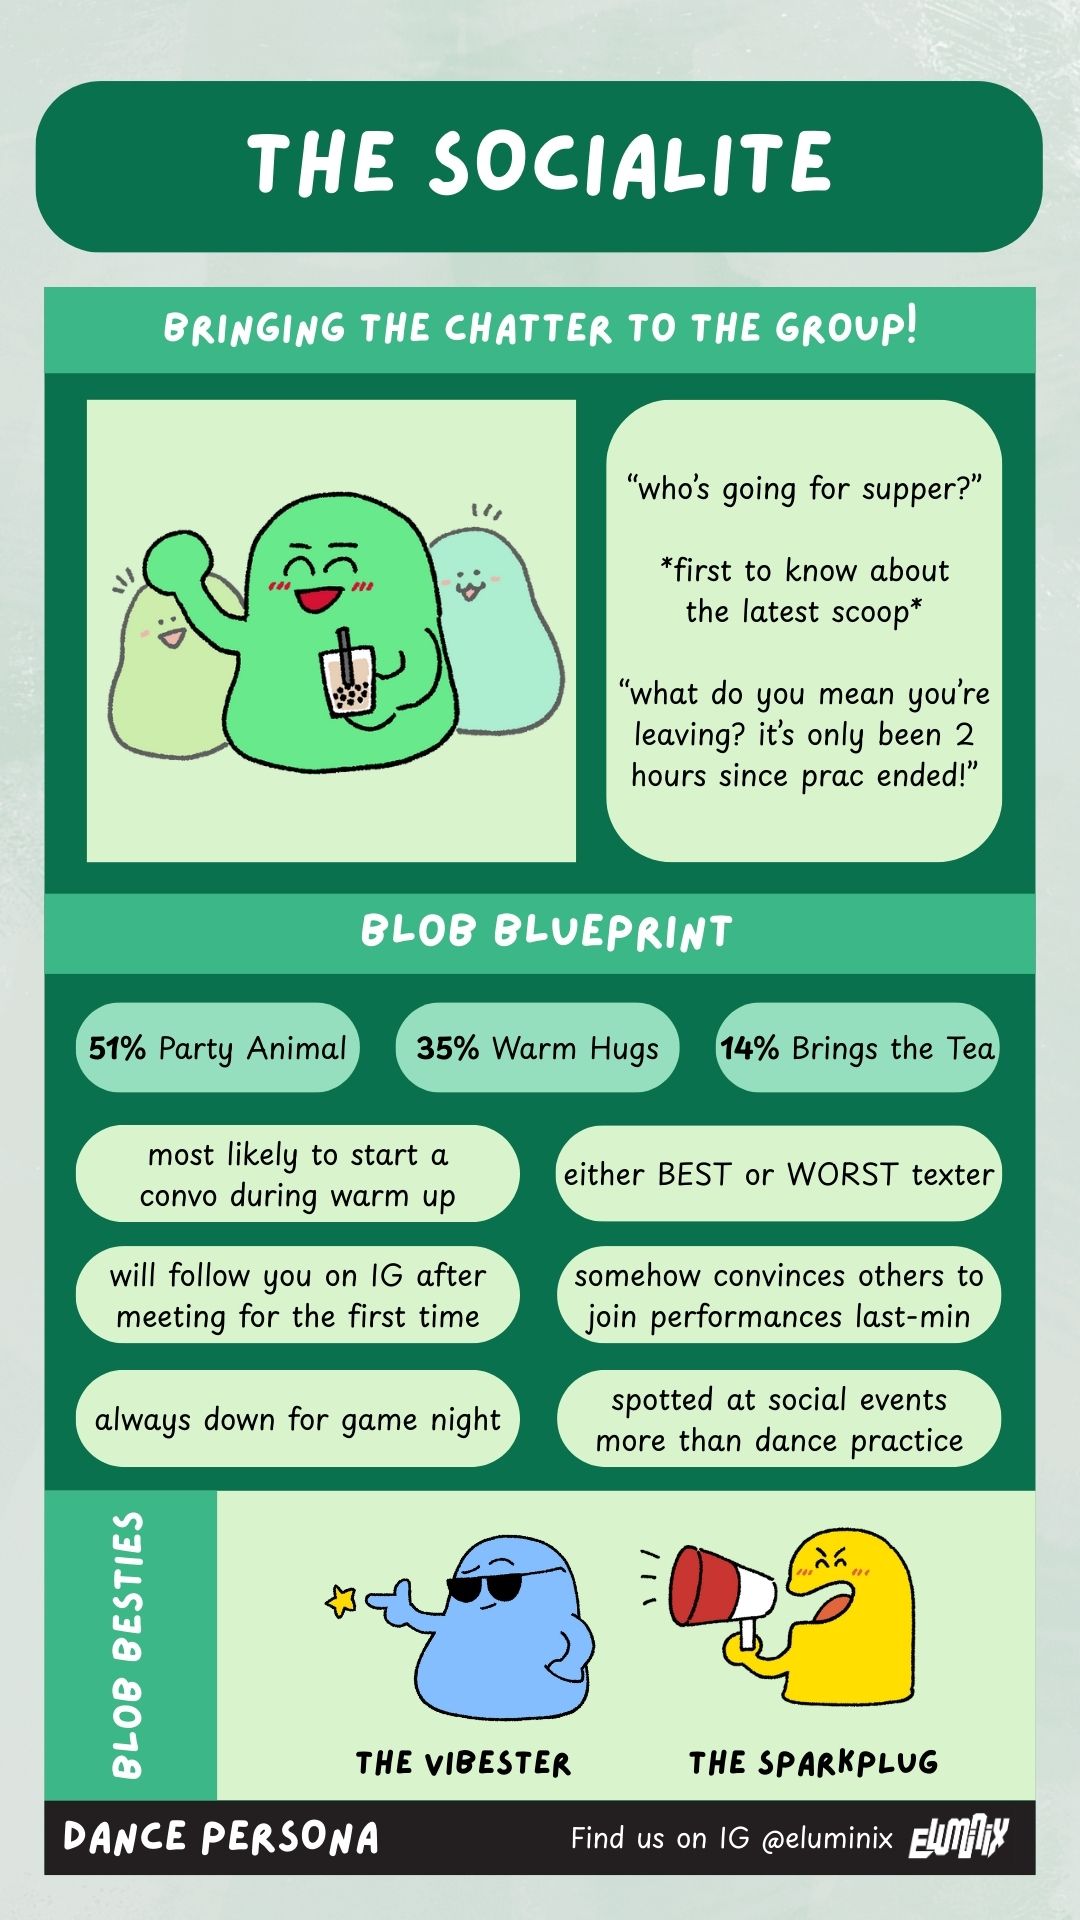 THE SOCIALITE
BRINGING THE CHATTER TO THE GROUP!
“who’s going for supper?”
*first to know about
the latest scoop*
“what do you mean you’re
leaving? it’s only been 2
hours since prac ended!”
BLOB BLUEPRINT
51% Party Animal
35% Warm Hugs
14% Brings the Tea
most likely to start a
convo during warm up
either BEST or WORST texter
will follow you on IG after
meeting for the first time
somehow convinces others to
join performances last-min
always down for game night
spotted at social events
more than dance practice
BLOB BESTIES
THE VIBESTER
THE SPARKPLUG
DANCE PERSONA
Find us on IG @eluminix
ELUMINIX